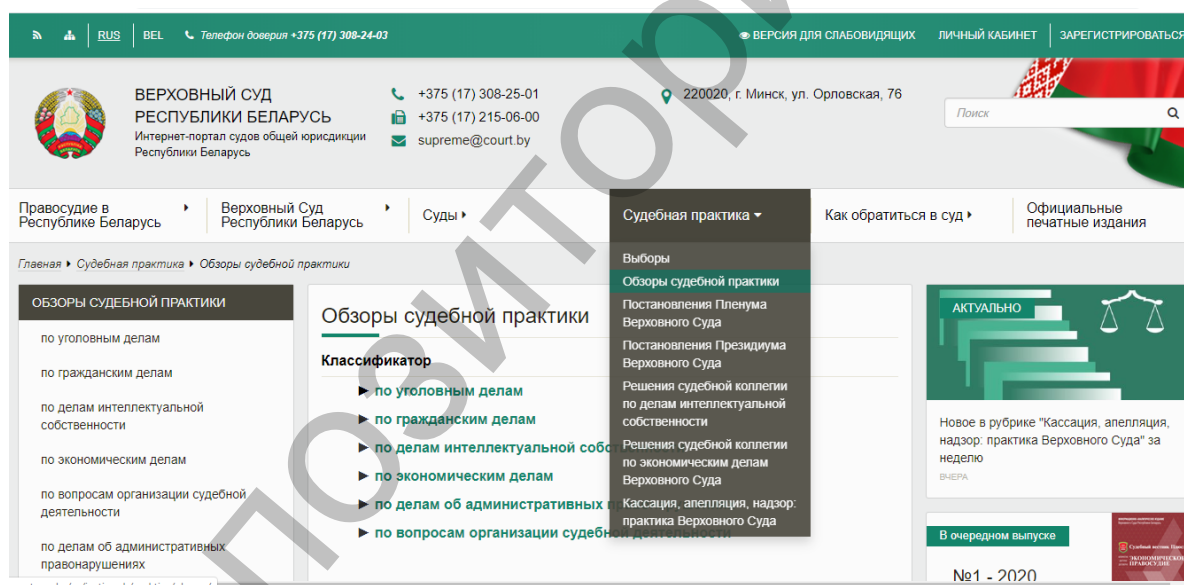 RUS
BEL
Телефон доверия +375 (17) 308-24-03
ВЕРСИЯ ДЛЯ СЛАБОВИДЯЩИХ
ЛИЧНЫЙ КАБИНЕТ
ЗАРЕГИСТРИРОВАТЬСЯ
ВЕРХОВНЫЙ СУД
РЕСПУБЛИКИ БЕЛАРУСЬ
Интернет-портал судов общей юрисдикции
Республики Беларусь
+375 (17) 308-25-01
+375 (17) 215-06-00
supreme@court.by
220020, г. Минск, ул. Орловская, 76
Поиск
Правосудие в
Республике Беларусь
Верховный Суд
Республики Беларусь
Суды
Судебная практика
Как обратиться в суд
Официальные
печатные издания
Главная
Судебная практика
Обзоры судебной практики
Выборы
Обзоры судебной практики
Постановления Пленума
Верховного Суда
Постановления Президиума
Верховного Суда
Решения судебной коллегии
по делам интеллектуальной
собственности
Решения судебной коллегии
по экономическим делам
Верховного Суда
Кассация, апелляция, надзор:
практика Верховного Суда
ОБЗОРЫ СУДЕБНОЙ ПРАКТИКИ
по уголовным делам
по гражданским делам
по делам интеллектуальной
собственности
по экономическим делам
по вопросам организации судебной
деятельности
по делам об административных
правонарушениях
Обзоры судебной практики
Классификатор
по уголовным делам
по гражданским делам
по делам интеллектуальной собственности
по экономическим делам
по делам об административных
по вопросам организации судебной деятельности
АКТУАЛЬНО
Новое в рубрике "Кассация, апелляция,
надзор: практика Верховного Суда" за
неделю
ВЧЕРА
В очередном выпуске
№1 - 2020